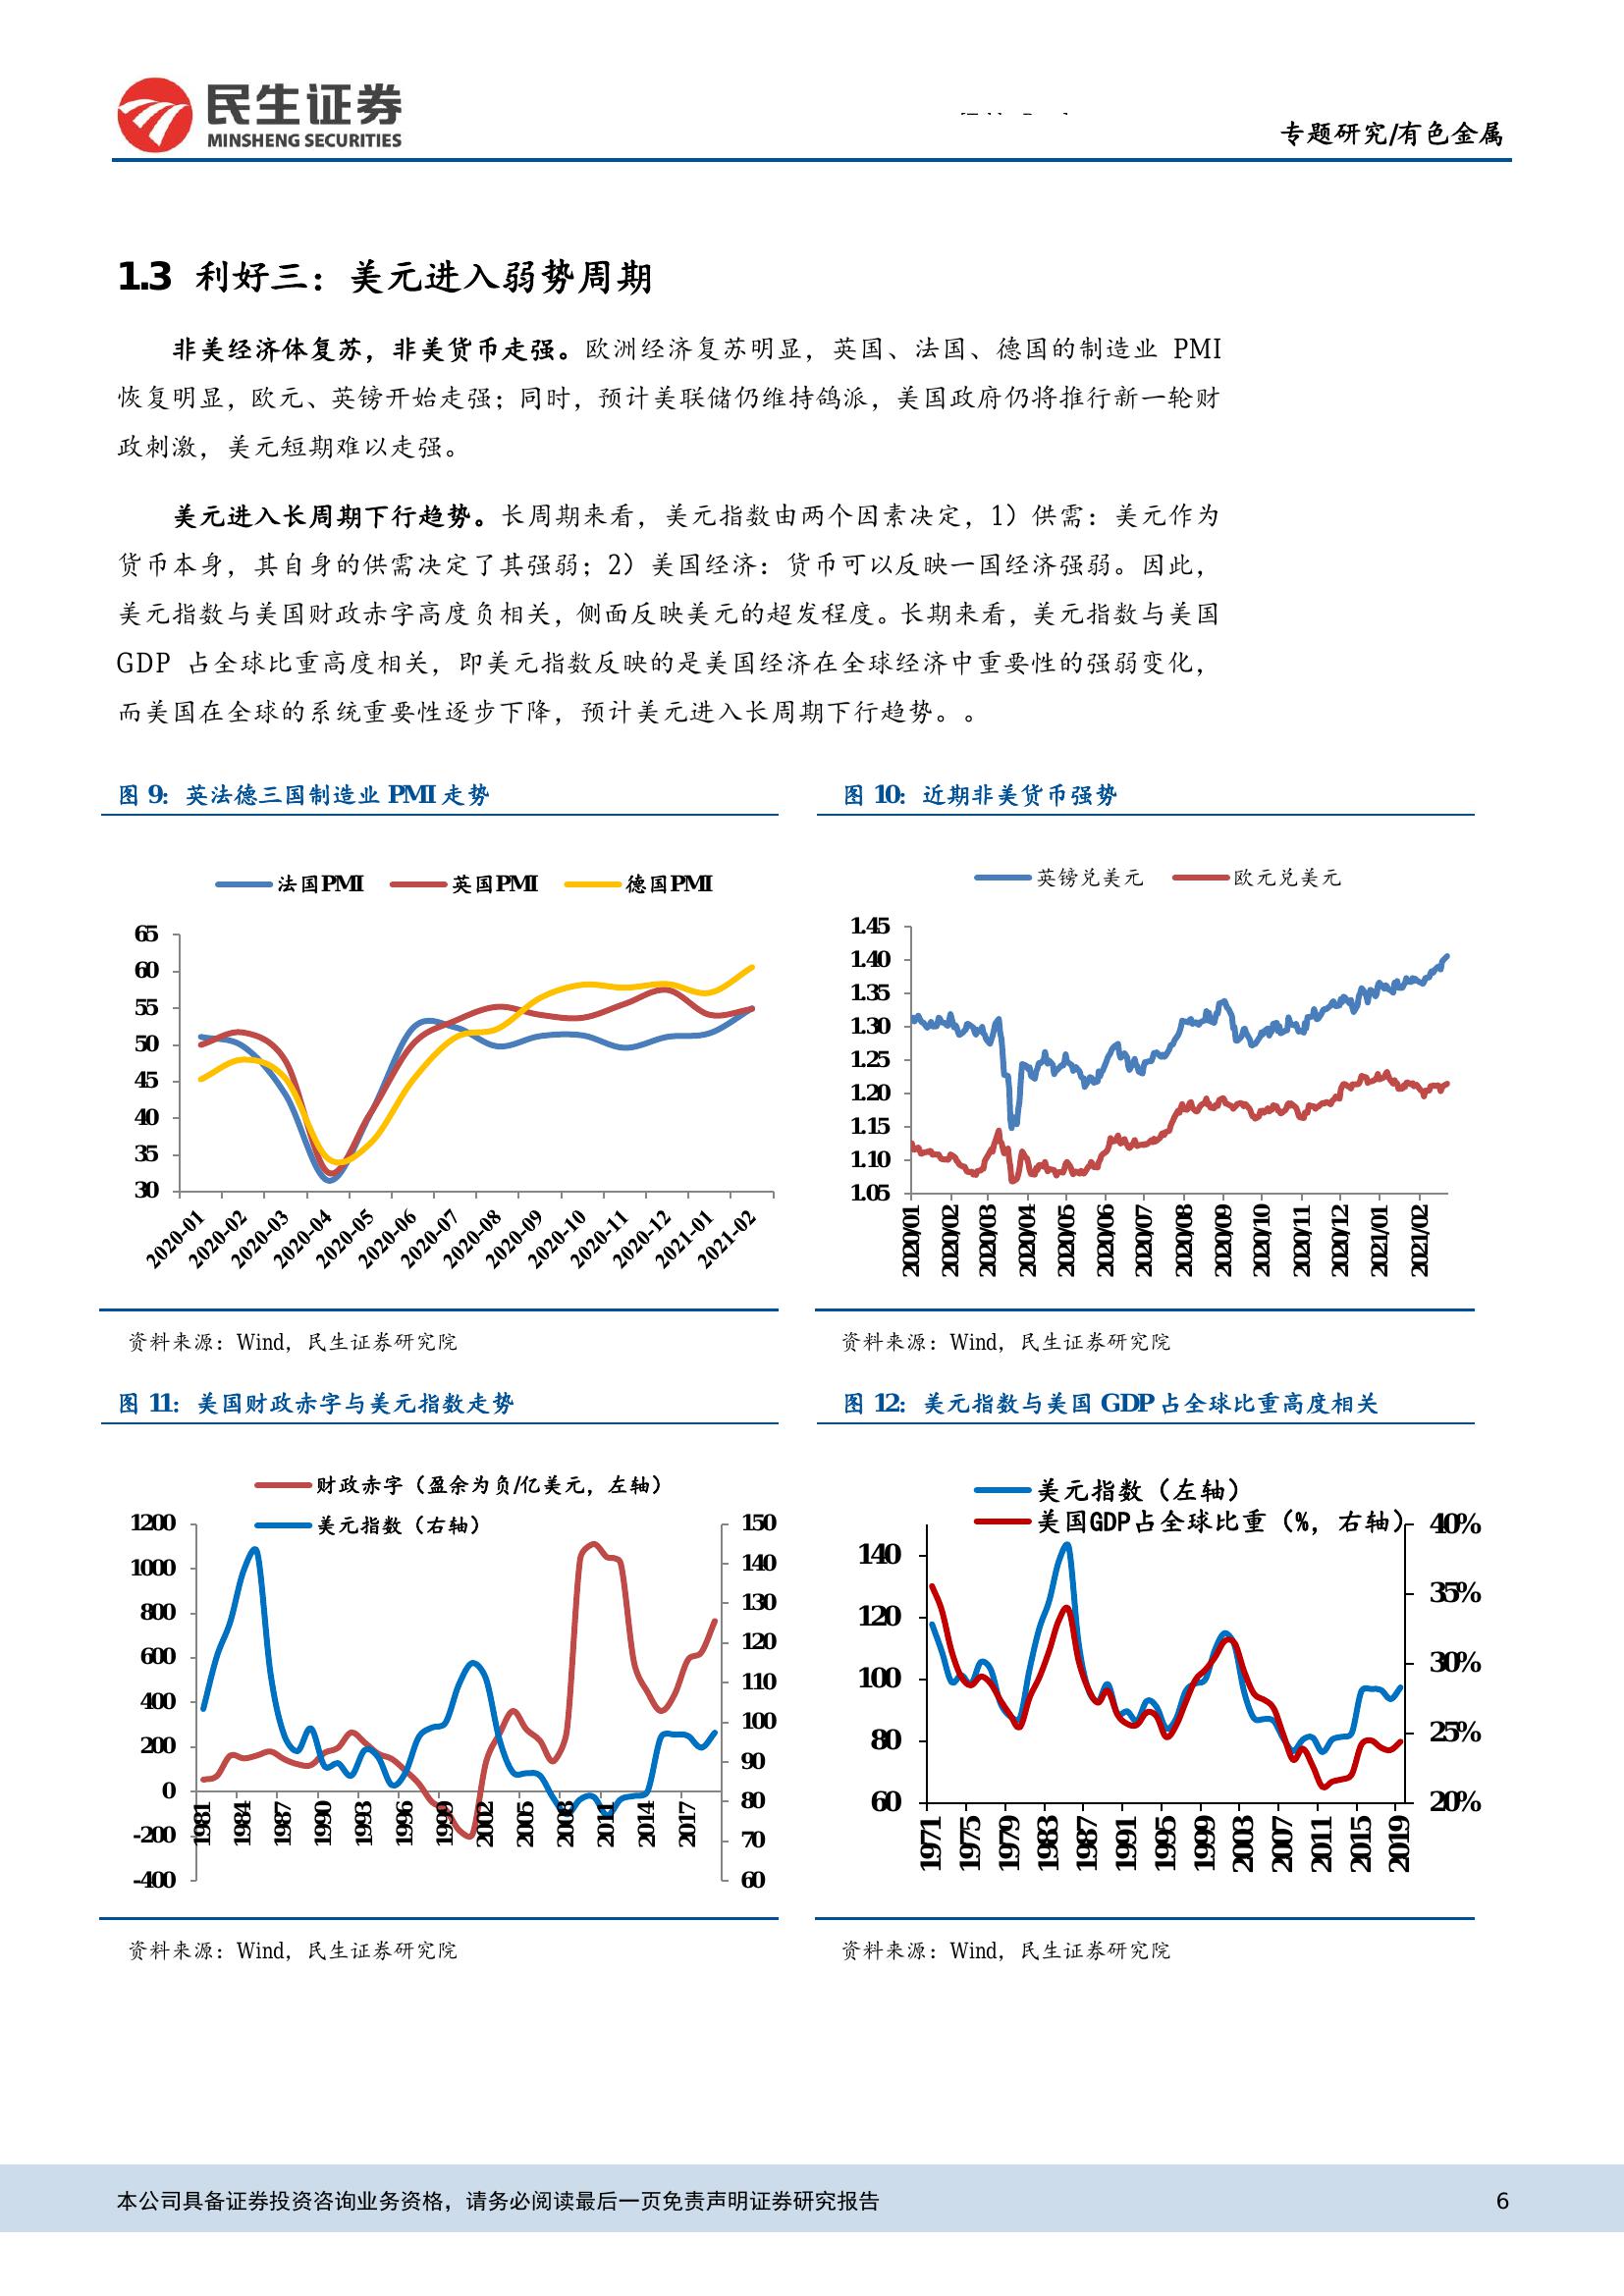 民生证券
MINSHENG SECURITIES
专题研究/有色金属
1.3 利好三：美元进入弱势周期
非美经济体复苏，非美货币走强。欧洲经济复苏明显，英国、法国、德国的制造业 PMI
恢复明显，欧元、英镑开始走强；同时，预计美联储仍维持鸽派，美国政府仍将推行新一轮财
政刺激，美元短期难以走强。
美元进入长周期下行趋势。长周期来看，美元指数由两个因素决定，1）供需：美元作为
货币本身，其自身的供需决定了其强弱；2）美国经济：货币可以反映一国经济强弱。因此，
美元指数与美国财政赤字高度负相关，侧面反映美元的超发程度。长期来看，美元指数与美国
GDP 占全球比重高度相关，即美元指数反映的是美国经济在全球经济中重要性的强弱变化，
而美国在全球的系统重要性逐步下降，预计美元进入长周期下行趋势。。
图 9：英法德三国制造业 PMI 走势
法国PMI 英国PMI 德国PMI
65
60
55
50
45
40
35
30
2020-01 2020-02 2020-03 2020-04 2020-05 2020-06 2020-07 2020-08 2020-09 2020-10 2020-11 2020-12 2021-01 2021-02
资料来源：Wind，民生证券研究院
图 10：近期非美货币强势
英镑兑美元 欧元兑美元
1.45
1.40
1.35
1.30
1.25
1.20
1.15
1.10
1.05
2020/01 2020/02 2020/03 2020/04 2020/05 2020/06 2020/07 2020/08 2020/09 2020/10 2020/11 2020/12 2021/01 2021/02
资料来源：Wind，民生证券研究院
图 11：美国财政赤字与美元指数走势
财政赤字（盈余为负/亿美元，左轴）
美元指数（右轴）
1200 150
1000 140
800 130
600 120
400 110
200 100
0 90
-200 80
-400 70
60
1981 1984 1987 1990 1993 1996 1999 2002 2005 2008 2011 2014 2017
资料来源：Wind，民生证券研究院
图 12：美元指数与美国 GDP 占全球比重高度相关
美元指数（左轴）
美国GDP占全球比重（%，右轴）
140 40%
120 35%
100 30%
80 25%
60 20%
1971 1975 1979 1983 1987 1991 1995 1999 2003 2007 2011 2015 2019
资料来源：Wind，民生证券研究院
本公司具备证券投资咨询业务资格，请务必阅读最后一页免责声明证券研究报告 6